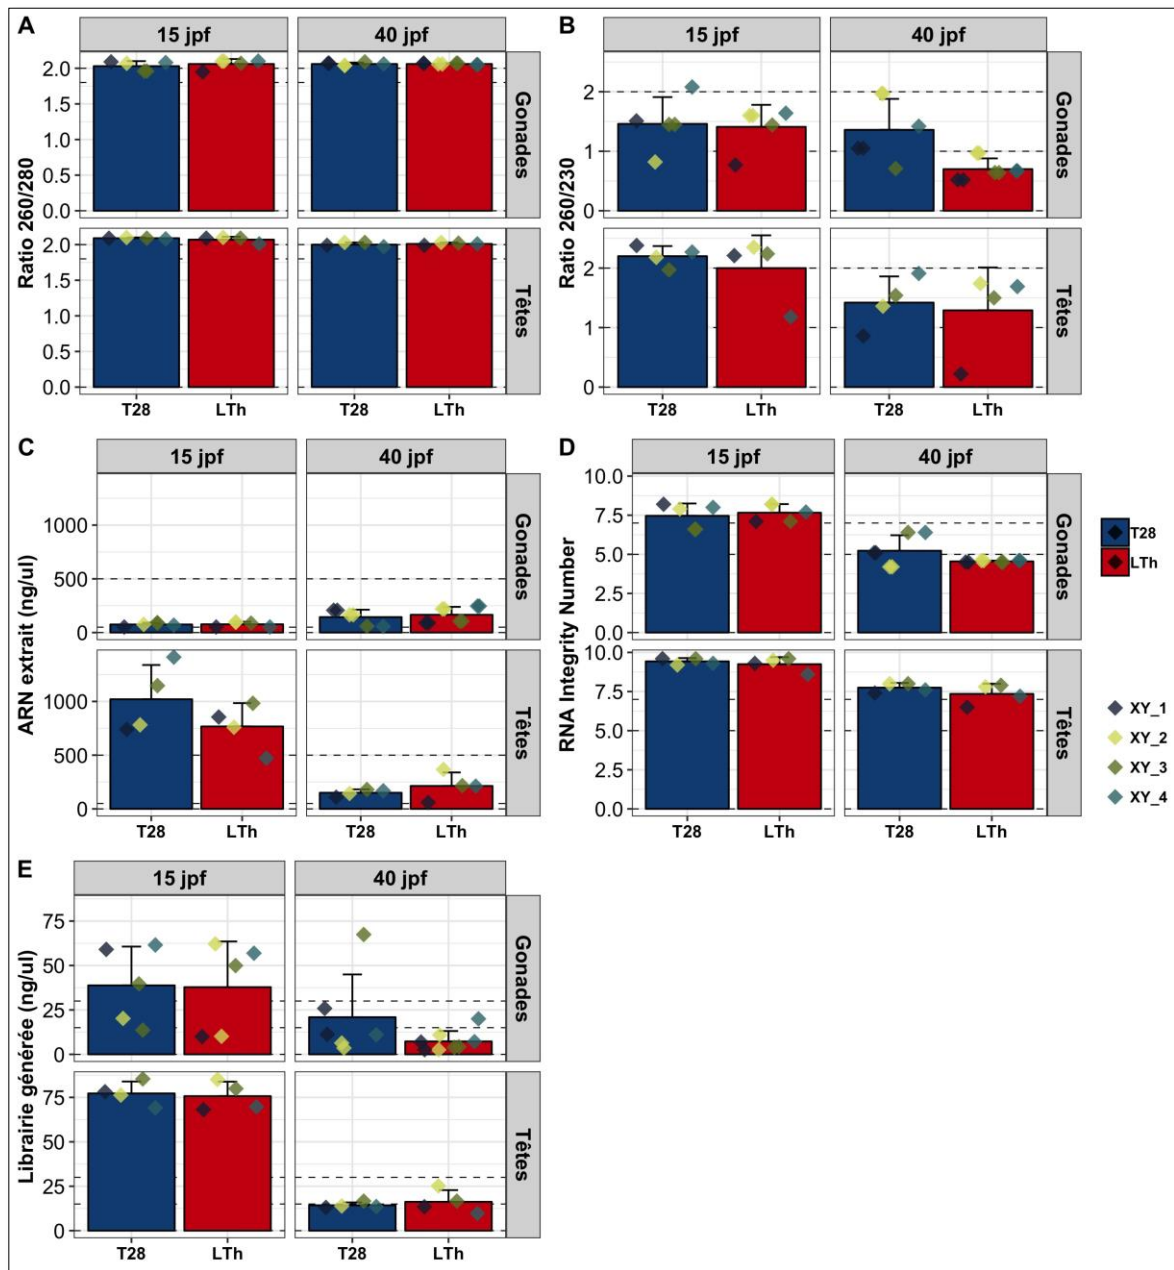 A
15 jpf
40 jpf
Ratio 260/280
2.0
1.5
1.0
0.5
0.0
Gonades
2.0
1.5
1.0
0.5
0.0
Têtes
T28
LTh
T28
LTh
B
15 jpf
40 jpf
Ratio 260/230
2
1
0
Gonades
2
1
0
Têtes
T28
LTh
T28
LTh
C
15 jpf
40 jpf
ARN extrait (ng/ul)
1000
500
0
Gonades
1000
500
0
Têtes
T28
LTh
T28
LTh
D
15 jpf
40 jpf
RNA Integrity Number
10.0
7.5
5.0
2.5
0.0
Gonades
10.0
7.5
5.0
2.5
0.0
Têtes
T28
LTh
T28
LTh
T28
LTh
XY_1
XY_2
XY_3
XY_4
E
15 jpf
40 jpf
Librairie générée (ng/ul)
75
50
25
0
Gonades
75
50
25
0
Têtes
T28
LTh
T28
LTh